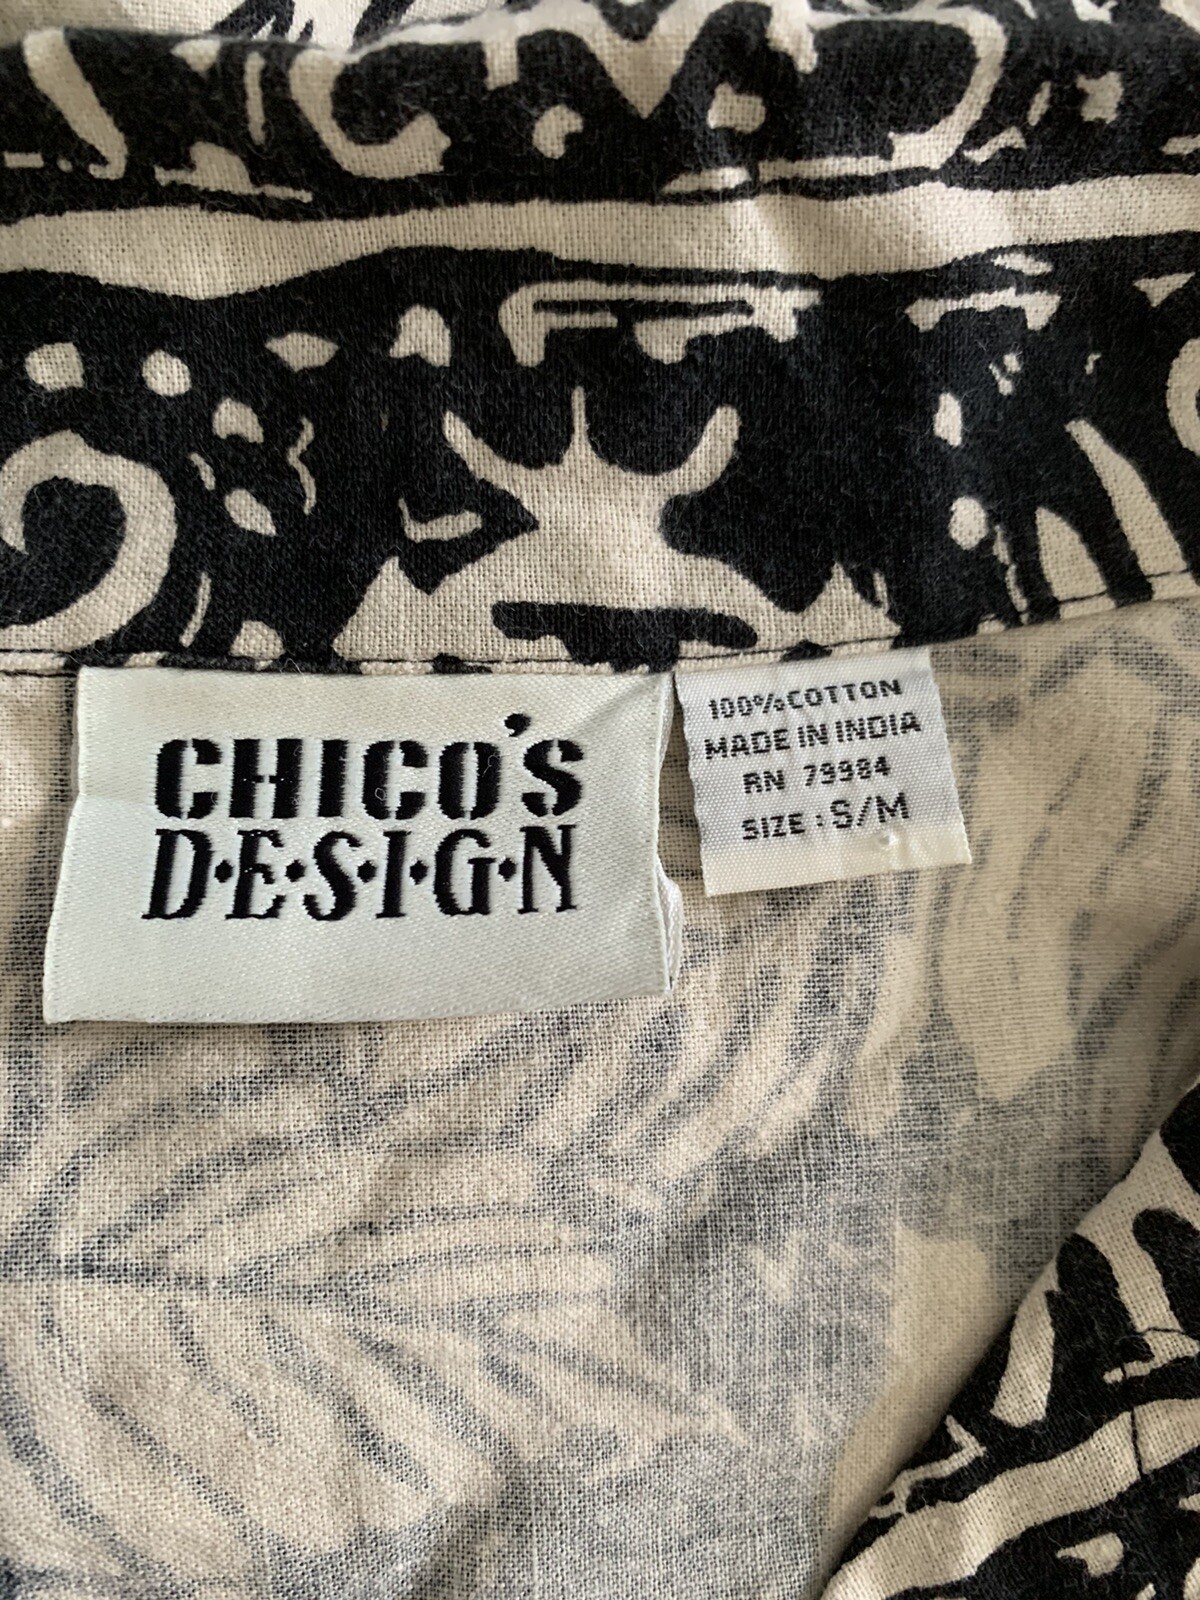 CHICO'S
D·E·S·I·G·N
100% COTTON
MADE IN INDIA
RN 79984
SIZE : S/M